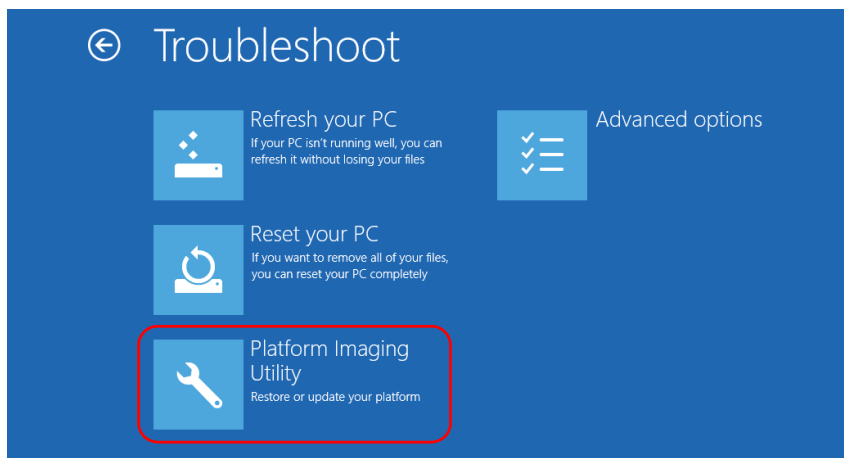 Troubleshoot
Refresh your PC
If your PC isn't running well, you can
refresh it without losing your files
Advanced options
Reset your PC
If you want to remove all of your files,
you can reset your PC completely
Platform Imaging
Utility
Restore or update your platform